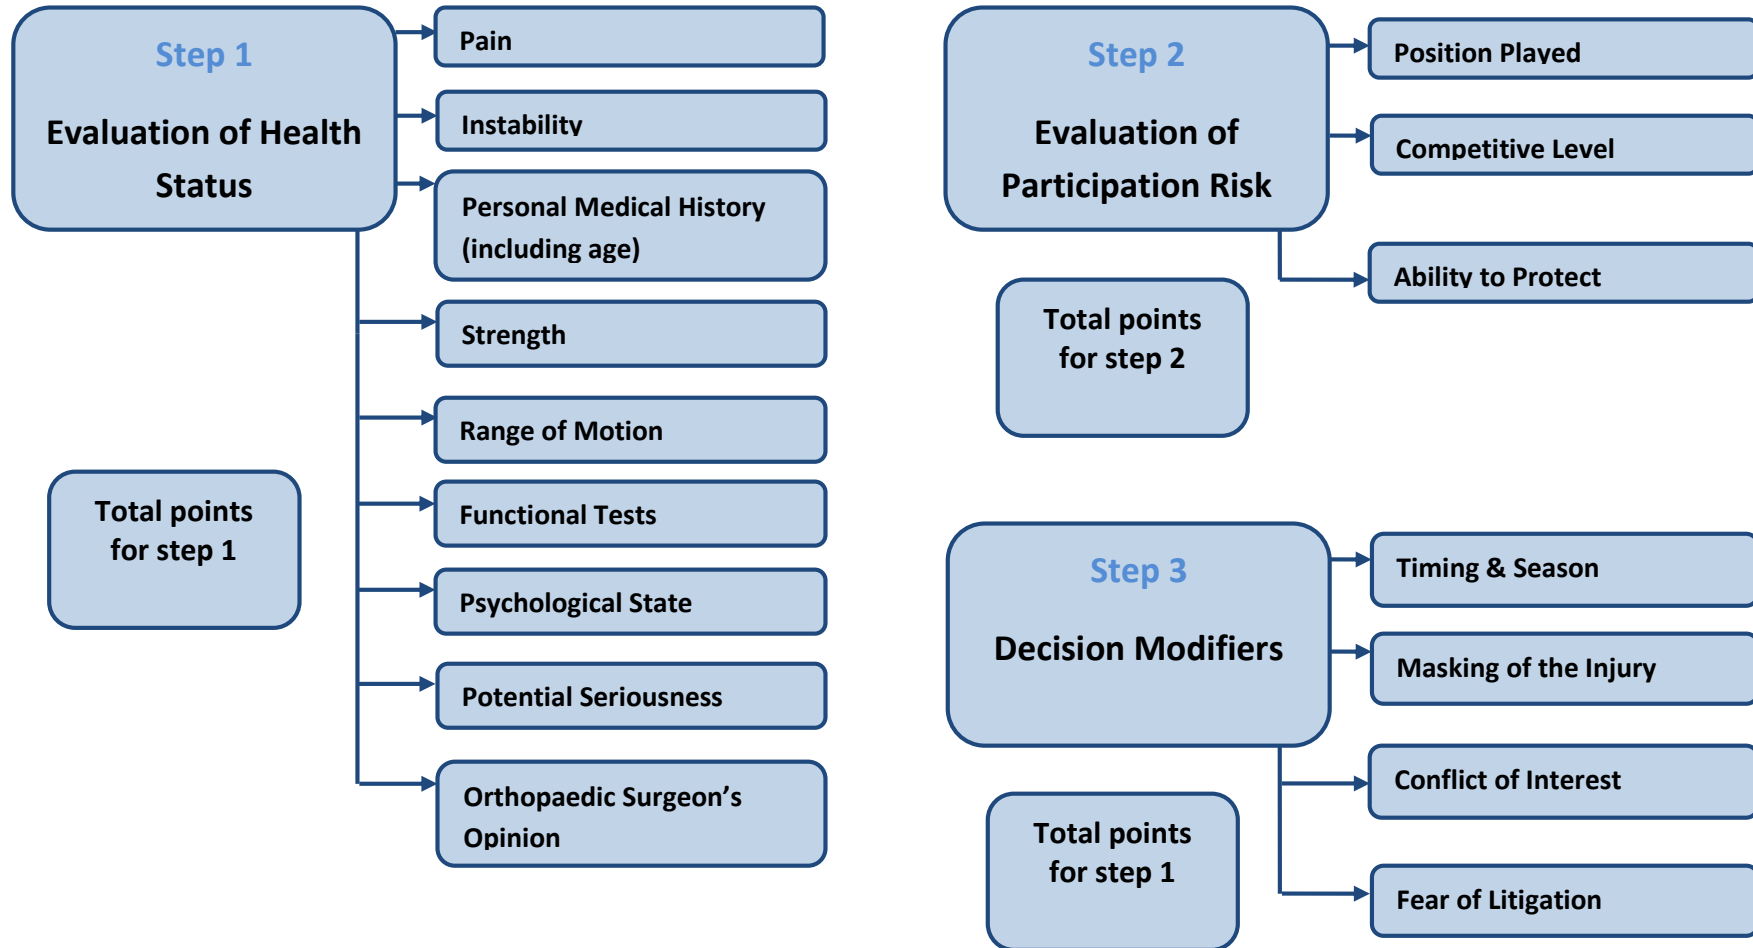 Step 1
Evaluation of Health
Status
Pain
Instability
Personal Medical History
(including age)
Strength
Range of Motion
Functional Tests
Psychological State
Potential Seriousness
Orthopaedic Surgeon’s
Opinion
Total points
for step 1
Step 2
Evaluation of
Participation Risk
Position Played
Competitive Level
Ability to Protect
Total points
for step 2
Step 3
Decision Modifiers
Timing & Season
Masking of the Injury
Conflict of Interest
Fear of Litigation
Total points
for step 1